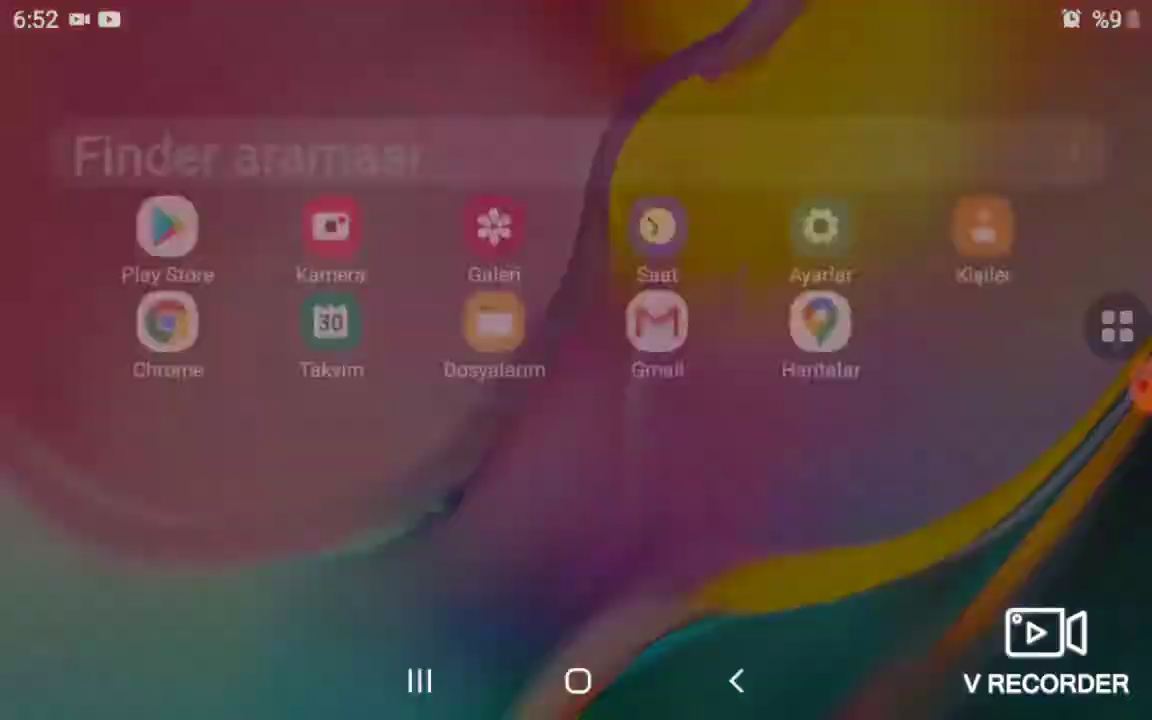 6:52 %9
Finder araması
Play Store Kamera Galeri Saat Ayarlar Kişiler
30
Chrome Takvim Dosyalarım Gmail Haritalar
V RECORDER